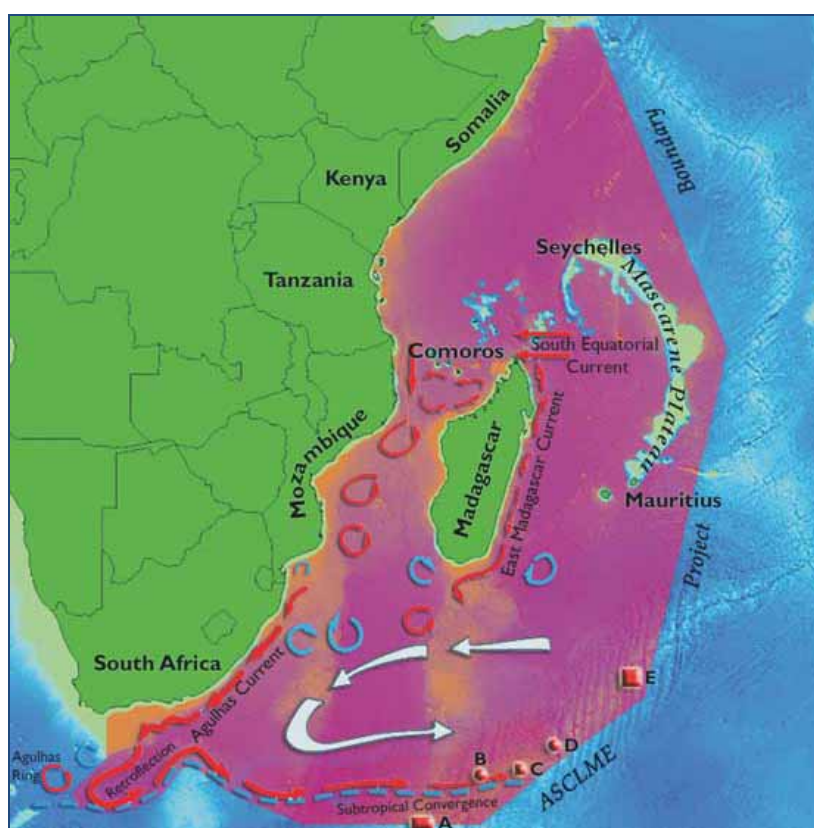 Somalia
Boundary
Kenya
Seychelles
Tanzania
Mascarene Plateau
South Equatorial
Current
Comoros
Mozambique
Madagascar
East Madagascar Current
Mauritius
Project
South Africa
Agulhas Current
E
Agulhas
Ring
Retroflection
D
B
C
ASCLME
Subtropical Convergence
A